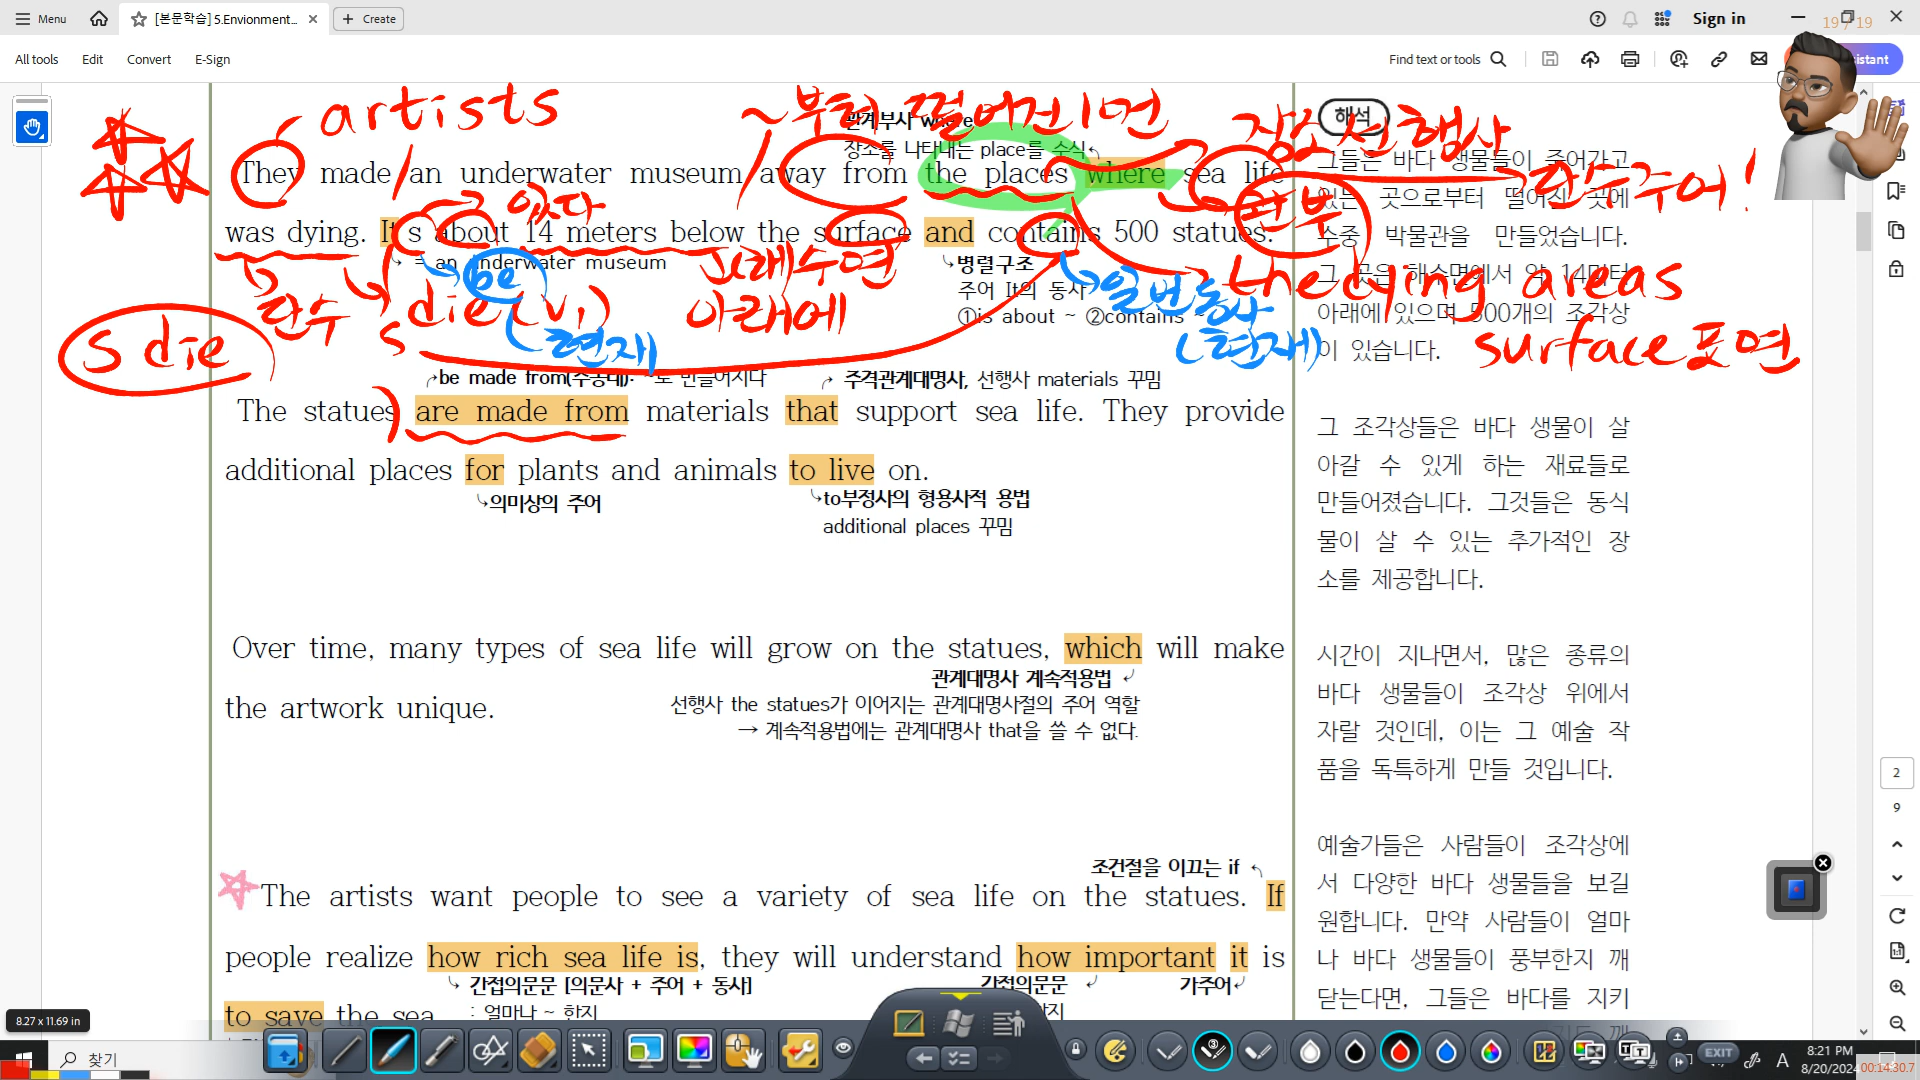 Menu
[본문학습] 5.Envionment...
Create
Sign in
19 / 19
All tools Edit Convert E-Sign
Find text or tools
artists
~부터 떨어진 1면
관계부사 where
장소 선행사
해석
장소를 나타내는 place를 수식
They made an underwater museum away from the places where sea life
단수주어!
있다
전부
was dying. It's about 14 meters below the surface and contains 500 statues.
= an underwater museum
be
수면
아래에
병렬구조
주어 It의 동사
①is about ~ ②contains ~
일반동사
(현재)
the dying areas
단수
die (v.)
s
현재
surface 표면
s die
그들은 바다 생물들이 죽어가고
있는 곳으로부터 떨어진 곳에
수중 박물관을 만들었습니다.
그 곳은 해수면에서 약 14미터
아래에 있으며 500개의 조각상
이 있습니다.
be made from(수동태): ~로 만들어지다
주격관계대명사, 선행사 materials 꾸밈
The statues are made from materials that support sea life. They provide
additional places for plants and animals to live on.
의미상의 주어
to부정사의 형용사적 용법
additional places 꾸밈
그 조각상들은 바다 생물이 살
아갈 수 있게 하는 재료들로
만들어졌습니다. 그것들은 동식
물이 살 수 있는 추가적인 장
소를 제공합니다.
Over time, many types of sea life will grow on the statues, which will make
관계대명사 계속적용법
the artwork unique.
선행사 the statues가 이어지는 관계대명사절의 주어 역할
→ 계속적용법에는 관계대명사 that을 쓸 수 없다.
시간이 지나면서, 많은 종류의
바다 생물들이 조각상 위에서
자랄 것인데, 이는 그 예술 작
품을 독특하게 만들 것입니다.
조건절을 이끄는 if
The artists want people to see a variety of sea life on the statues. If
people realize how rich sea life is, they will understand how important it is
간접의문문 [의문사 + 주어 + 동사]
간접의문문
가주어
to save the sea
: 얼마나 ~ 한지
예술가들은 사람들이 조각상에
서 다양한 바다 생물들을 보길
원합니다. 만약 사람들이 얼마
나 바다 생물들이 풍부한지 깨
닫는다면, 그들은 바다를 지키
2
9
8.27 x 11.69 in
찾기
EXIT
A
8:21 PM
8/20/2024
00:14:30.7